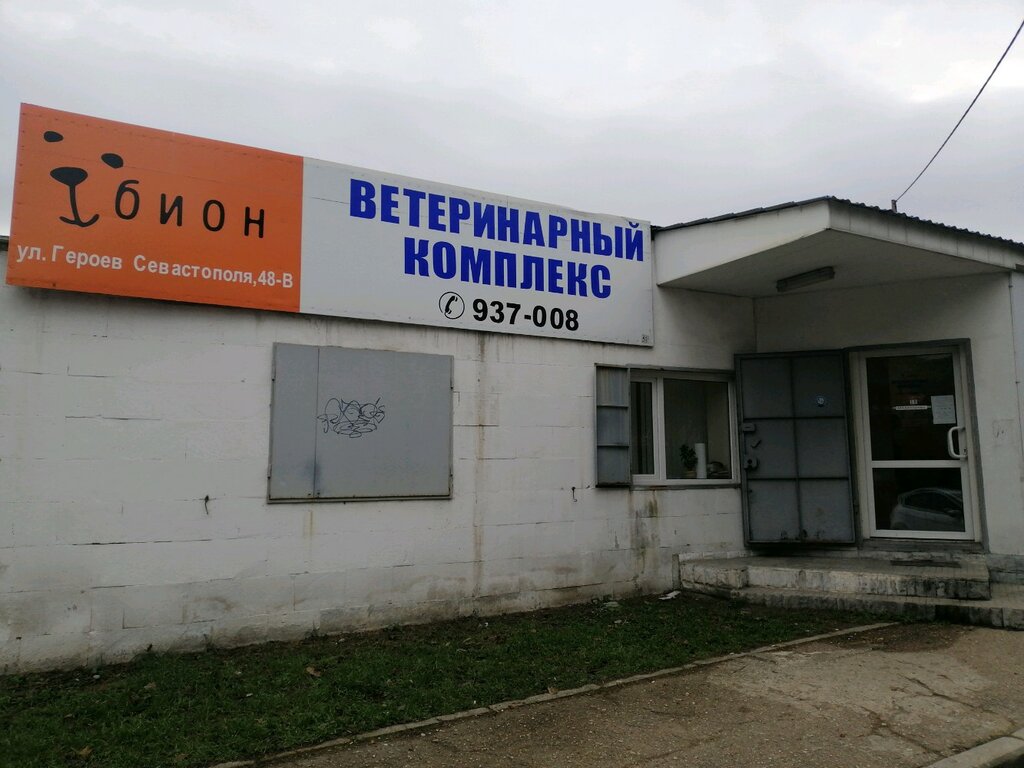 бион
ул. Героев Севастополя,48-В
ВЕТЕРИНАРНЫЙ
КОМПЛЕКС
937-008